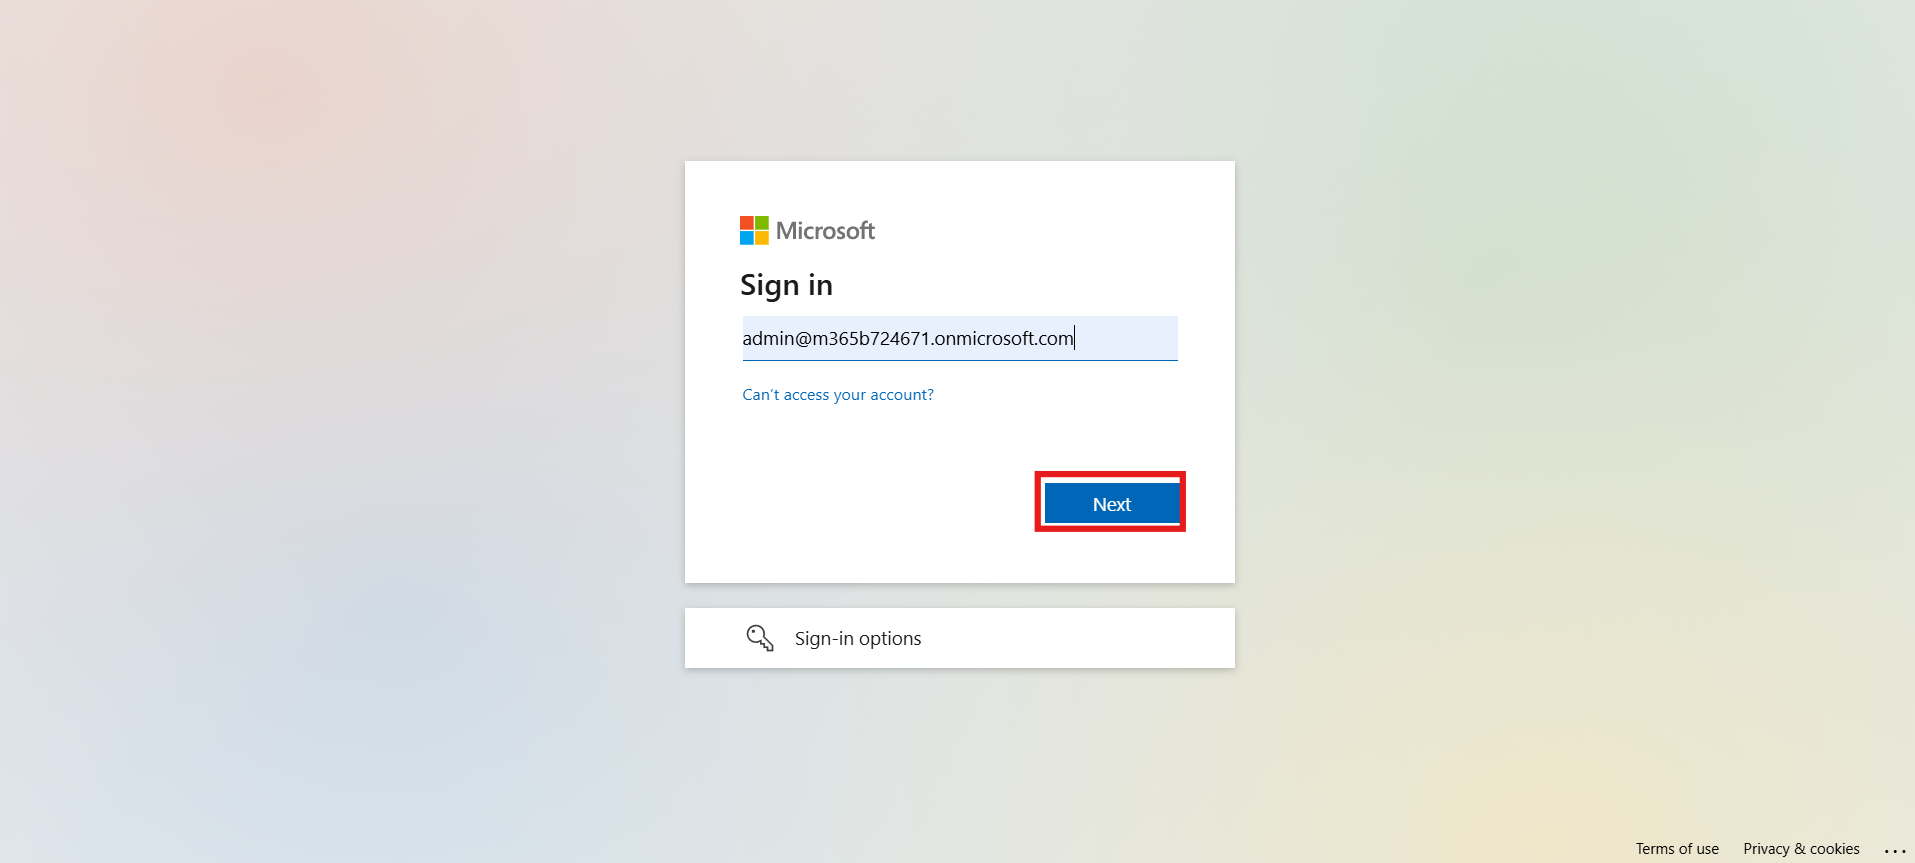 Microsoft
Sign in
admin@m365b724671.onmicrosoft.com
Can't access your account?
Next
Sign-in options
Terms of use Privacy & cookies ...